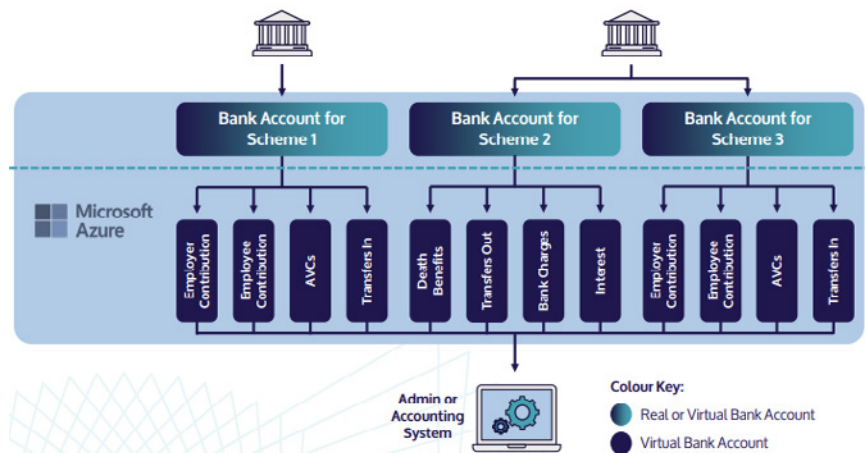 Bank Account for
Scheme 1
Bank Account for
Scheme 2
Bank Account for
Scheme 3
Microsoft
Azure
Employer
Contribution
Employee
Contribution
AVCs
Transfers In
Death
Benefits
Transfers Out
Bank Charges
Interest
Employer
Contribution
Employee
Contribution
AVCs
Transfers In
Admin or
Accounting
System
Colour Key:
Real or Virtual Bank Account
Virtual Bank Account